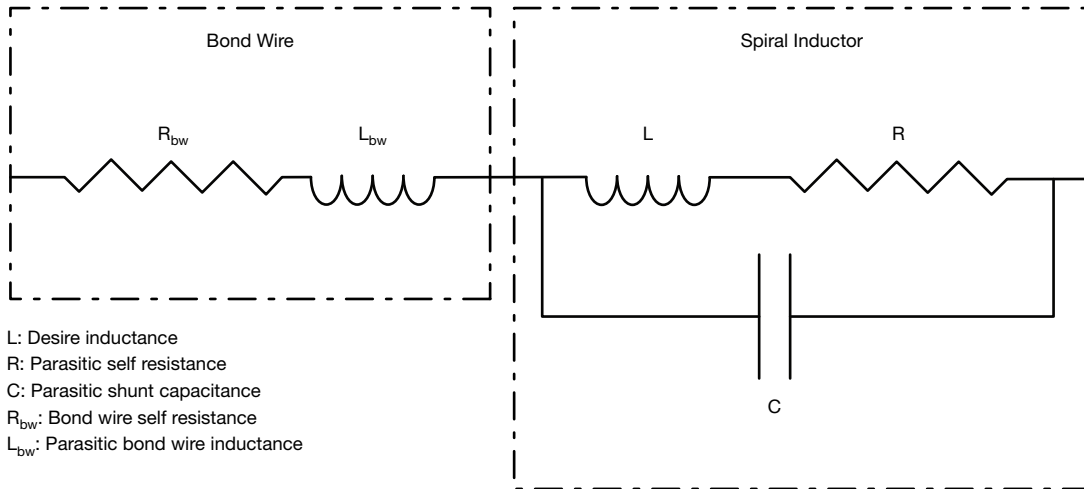 Bond Wire
Spiral Inductor
Rbw
Lbw
L
R
C
L: Desire inductance
R: Parasitic self resistance
C: Parasitic shunt capacitance
Rbw: Bond wire self resistance
Lbw: Parasitic bond wire inductance